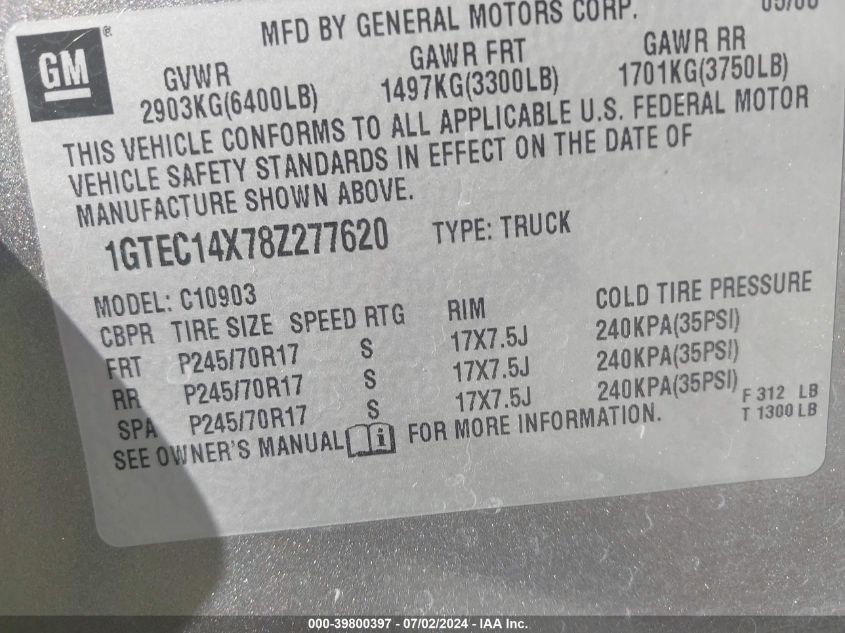 MFD BY GENERAL MOTORS CORP.
GM ®
GVWR GAWR FRT GAWR RR
2903KG(6400LB) 1497KG(3300LB) 1701KG(3750LB)
THIS VEHICLE CONFORMS TO ALL APPLICABLE U.S. FEDERAL MOTOR
VEHICLE SAFETY STANDARDS IN EFFECT ON THE DATE OF
MANUFACTURE SHOWN ABOVE.
1GTEC14X78Z277620 TYPE: TRUCK
MODEL: C10903
CBPR TIRE SIZE SPEED RTG RIM COLD TIRE PRESSURE
FRT P245/70R17 S 17X7.5J 240KPA(35PSI)
RR P245/70R17 S 17X7.5J 240KPA(35PSI)
SPA P245/70R17 S 17X7.5J 240KPA(35PSI)
F 312 LB
T 1300 LB
SEE OWNER'S MANUAL i FOR MORE INFORMATION.
000-39800397 - 07/02/2024 - IAA Inc.